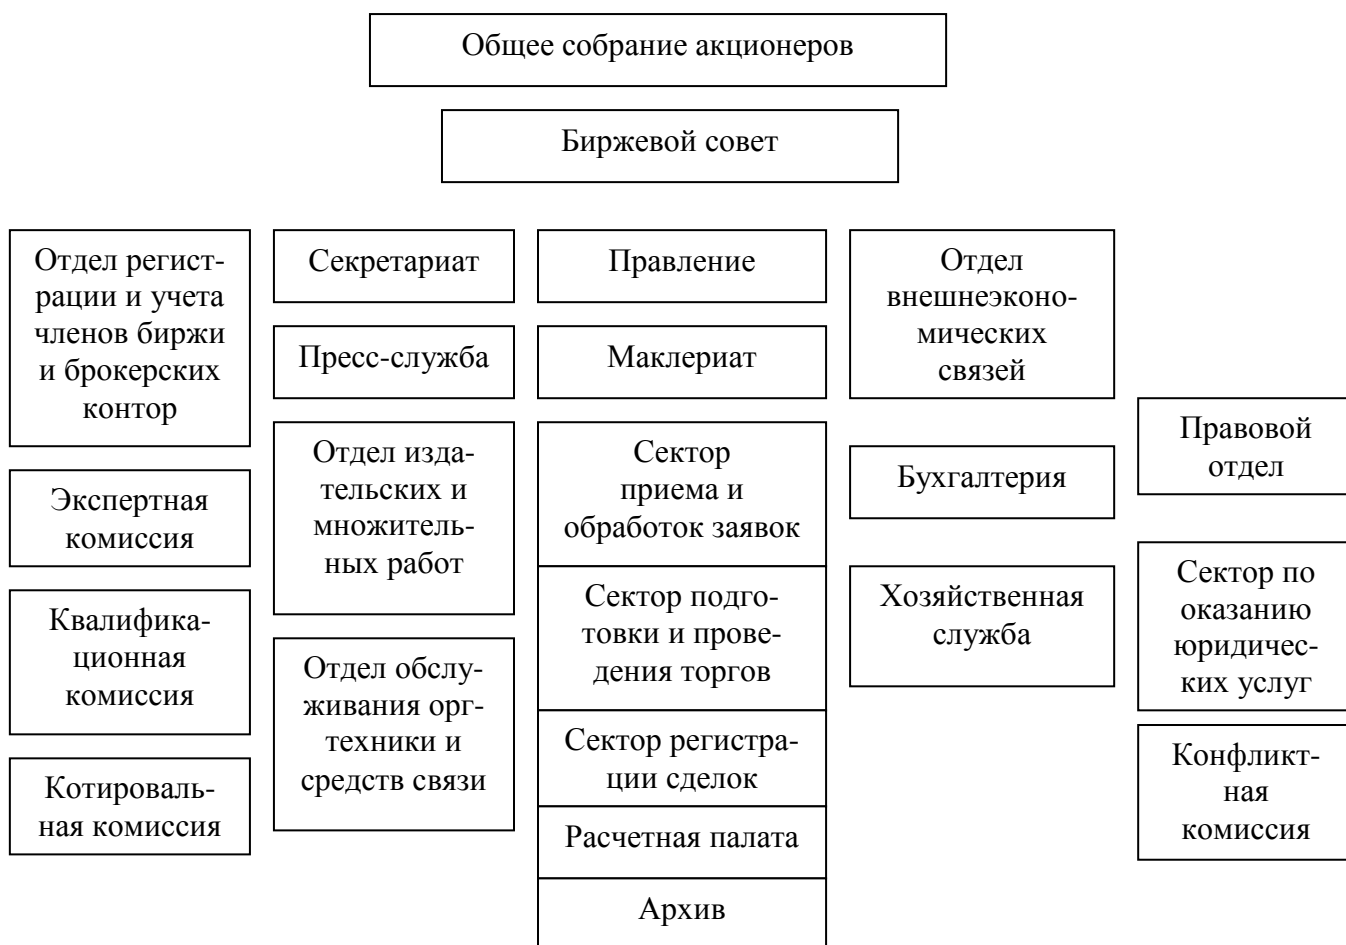 Общее собрание акционеров
Биржевой совет
Отдел регист-
рации и учета
членов биржи
и брокерских
контор
Экспертная
комиссия
Квалифика-
ционная
комиссия
Котироваль-
ная комиссия
Секретариат
Пресс-служба
Отдел изда-
тельских и
множитель-
ных работ
Отдел обслу-
живания орг-
техники и
средств связи
Правление
Маклериат
Сектор
приема и
обработок заявок
Сектор подго-
товки и прове-
дения торгов
Сектор регистра-
ции сделок
Расчетная палата
Архив
Отдел
внешнеэконо-
мических
связей
Бухгалтерия
Хозяйственная
служба
Правовой
отдел
Сектор по
оказанию
юридичес-
ких услуг
Конфликт-
ная
комиссия